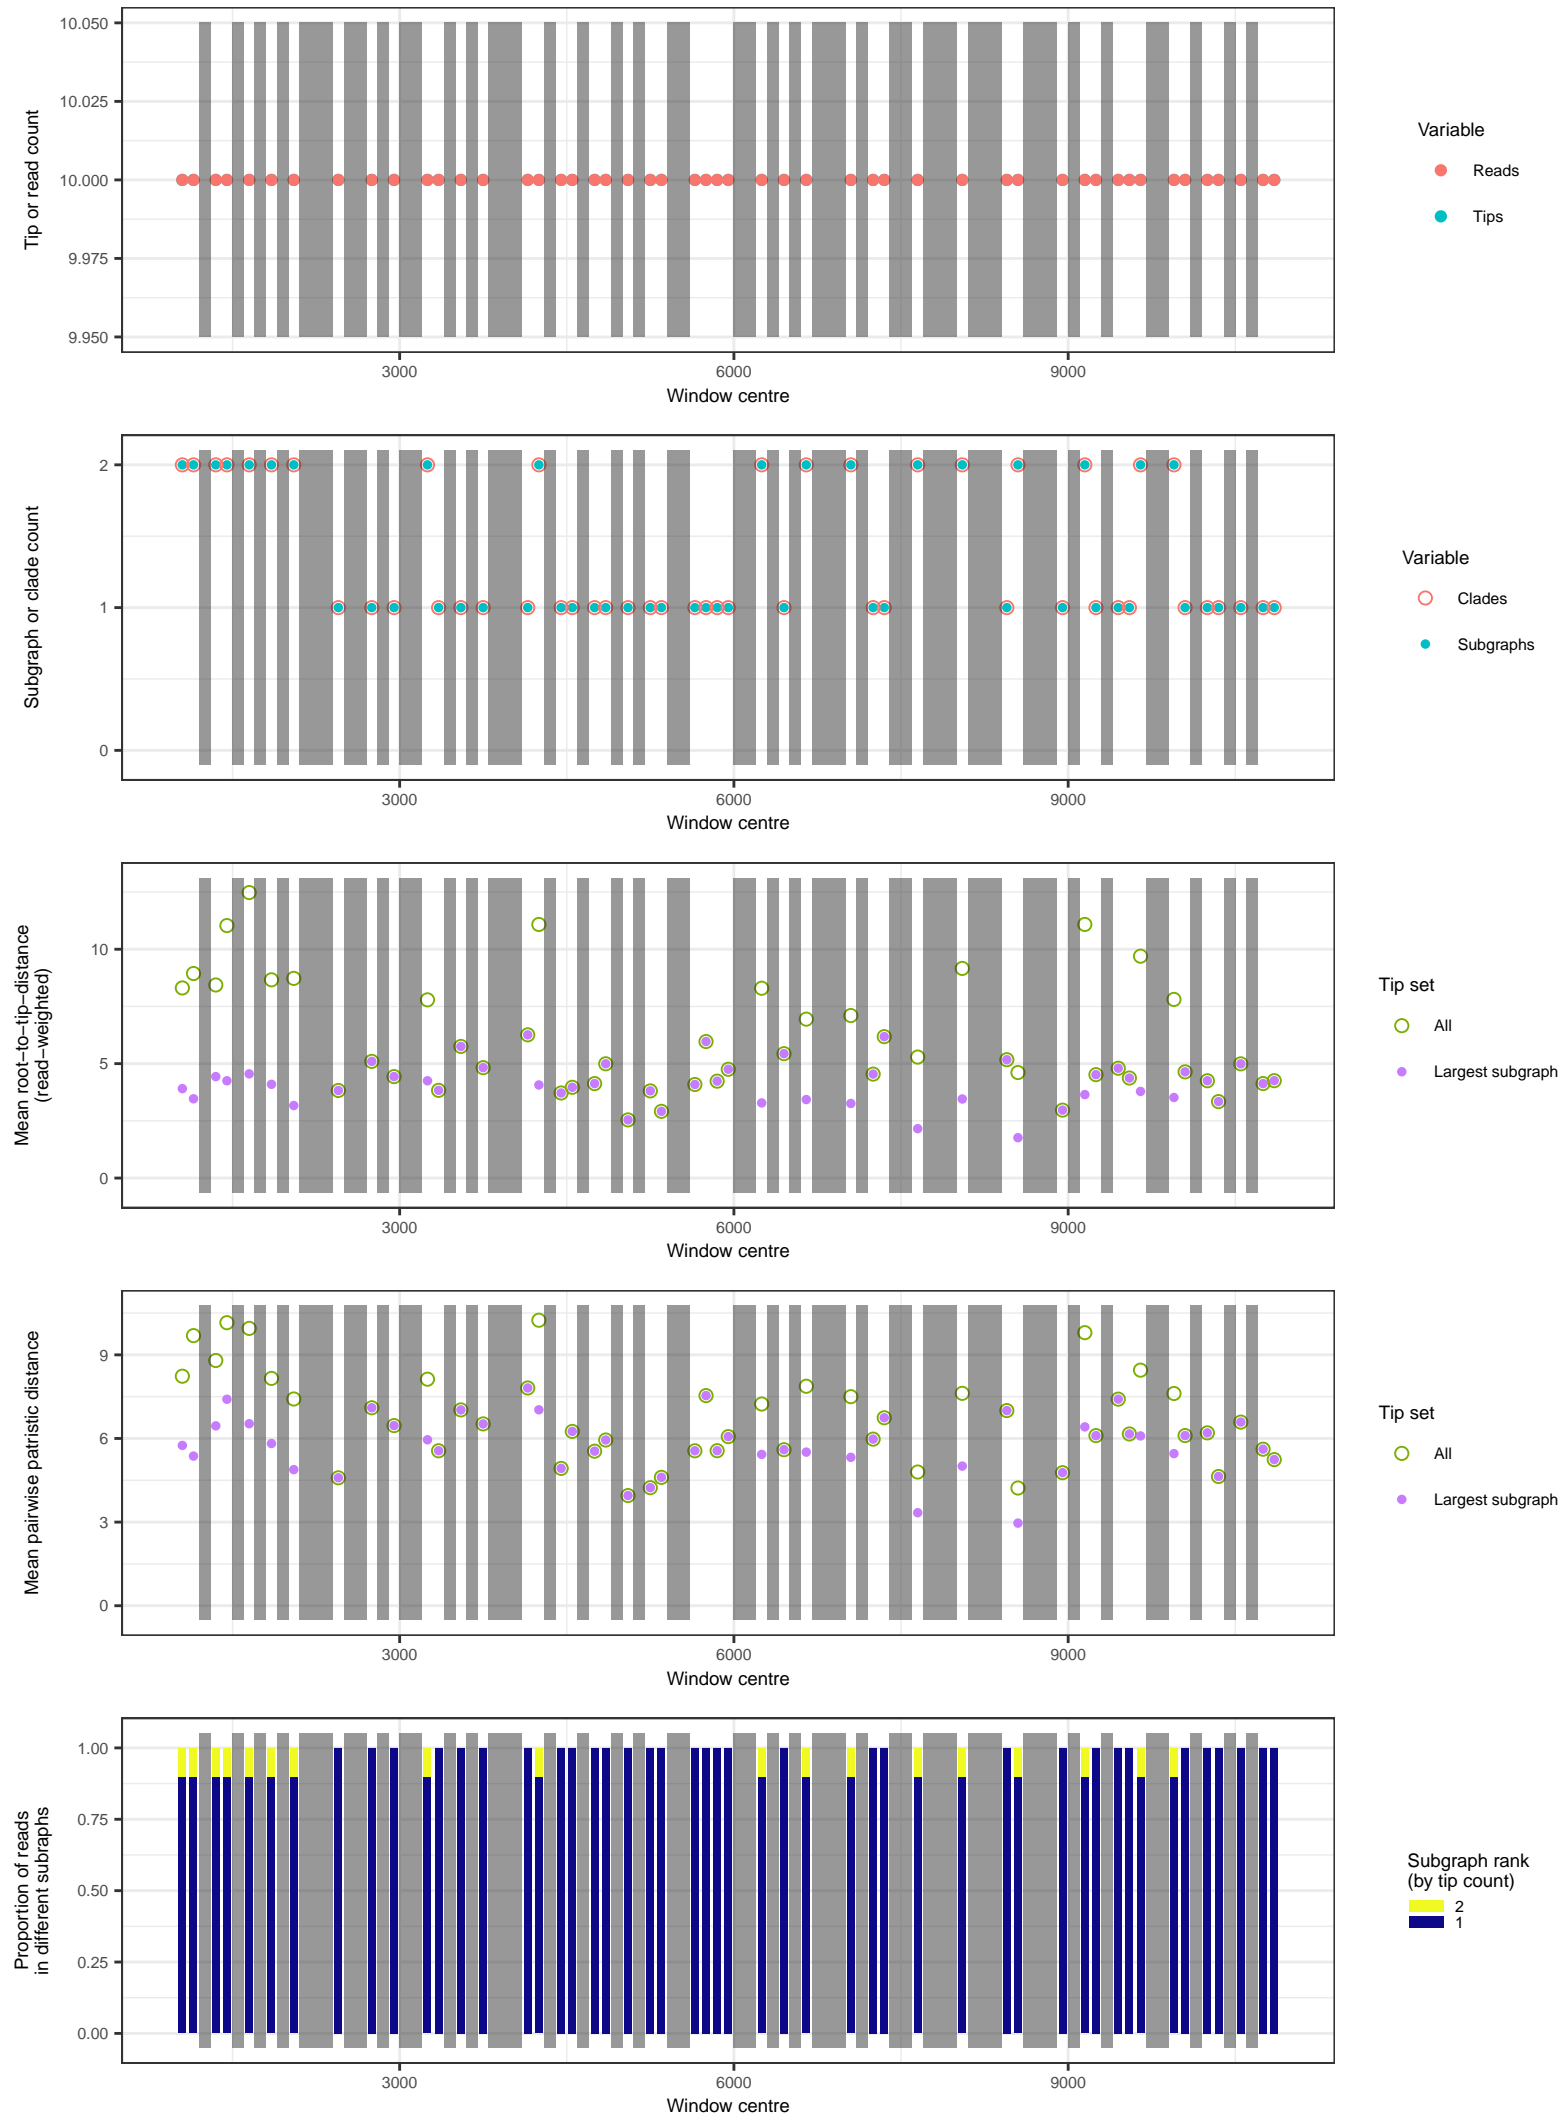 10.050
10.025
10.000
9.975
9.950
Tip or read count
3000
6000
9000
Window centre
Variable
Reads
Tips
2
1
0
Subgraph or clade count
3000
6000
9000
Window centre
Variable
Clades
Subgraphs
10
5
0
Mean root−to−tip−distance
(read−weighted)
3000
6000
9000
Window centre
Tip set
All
Largest subgraph
9
6
3
0
Mean pairwise patristic distance
3000
6000
9000
Window centre
Tip set
All
Largest subgraph
1.00
0.75
0.50
0.25
0.00
Proportion of reads
in different subraphs
3000
6000
9000
Window centre
Subgraph rank
(by tip count)
2
1